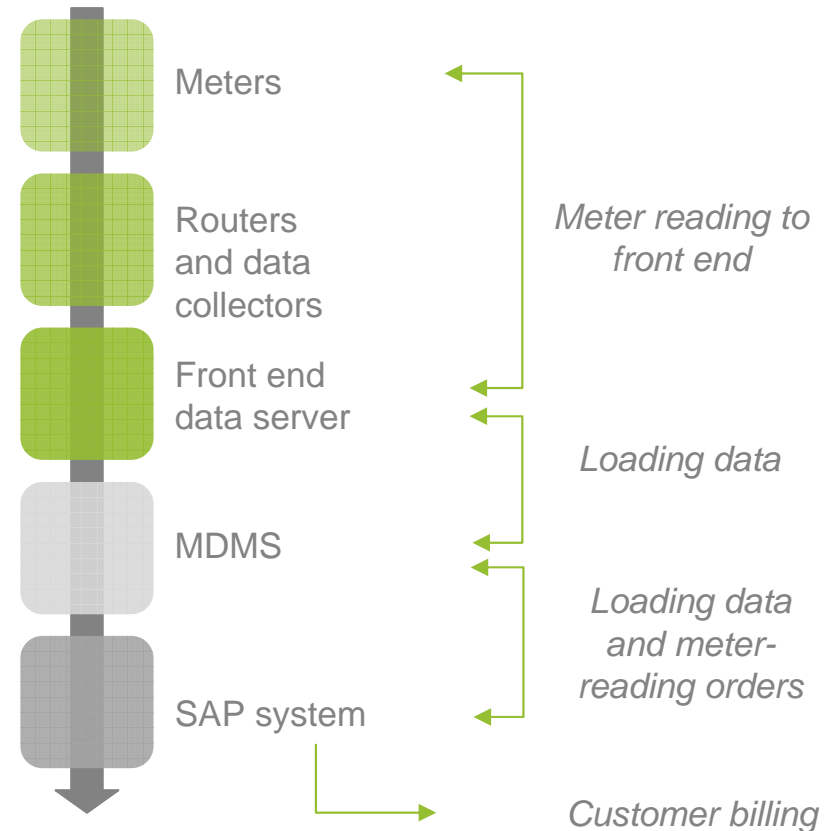 Meters
Routers
and data
collectors
Meter reading to
front end
Front end
data server
Loading data
MDMS
Loading data
and meter-
reading orders
SAP system
Customer billing